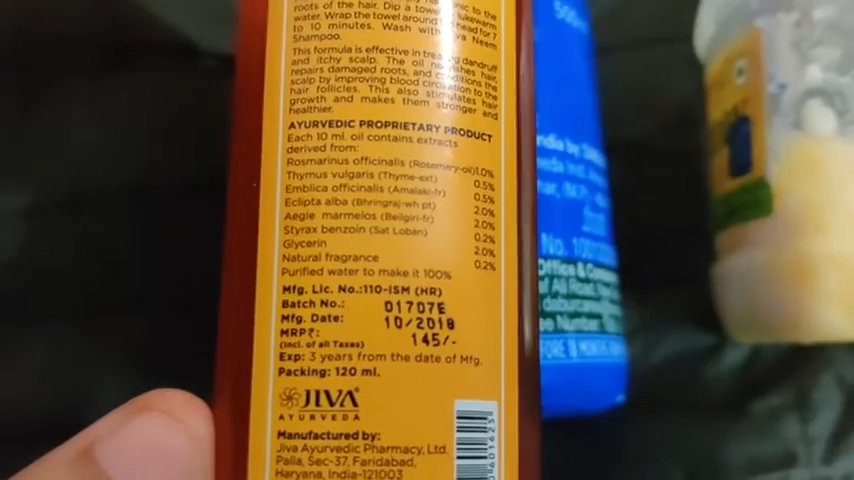 roots of the hair. Dip a towel lukewarm
water. Wrap the towel around head for 7
to 10 minutes. Wash with Neem
Shampoo.
This formula is effective in dandruff
and itchy scalp. The oil hair,
repairs damaged roots, and conditions the
scalp by improving blood circulation to the
hair follicles. This also stimulates hair
growth and makes them stronger and
healthier.
AYURVEDIC PROPRIETARY PRODUCT
Each 10 ml. oil contains extracts
derived from:
Rosmarinus officinalis (Rosemery-oil) 1.0%
Thymus vulgaris (Thyme-ext) 0.5%
Emblica officinalis (Amalaki-fr) 0.5%
Eclipta alba (Bhringraj-wh pt) 2.0%
Aegle marmelos (Belgiri-fr) 2.0%
Styrax benzoin (Sat Loban) 0.2%
Glycerin 2.0%
Natural fragrance 0.2%
Purified water to make it 100%
Mfg. Lic. No.:110-ISM (HR)
Batch No.: 01707E
Mfg. Date: 10/2018
MRP₹: 145/-
(incl. of all Taxes)
Exp: 3 years from the date of Mfg.
Packing: 120 ml.
JIVA
AYURVEDA
Manufactured by:
Jiva Ayurvedic Pharmacy, Ltd.
Palla, Sec-37, Faridabad,
Haryana, India-121003
500
India by
No. 100
Office &